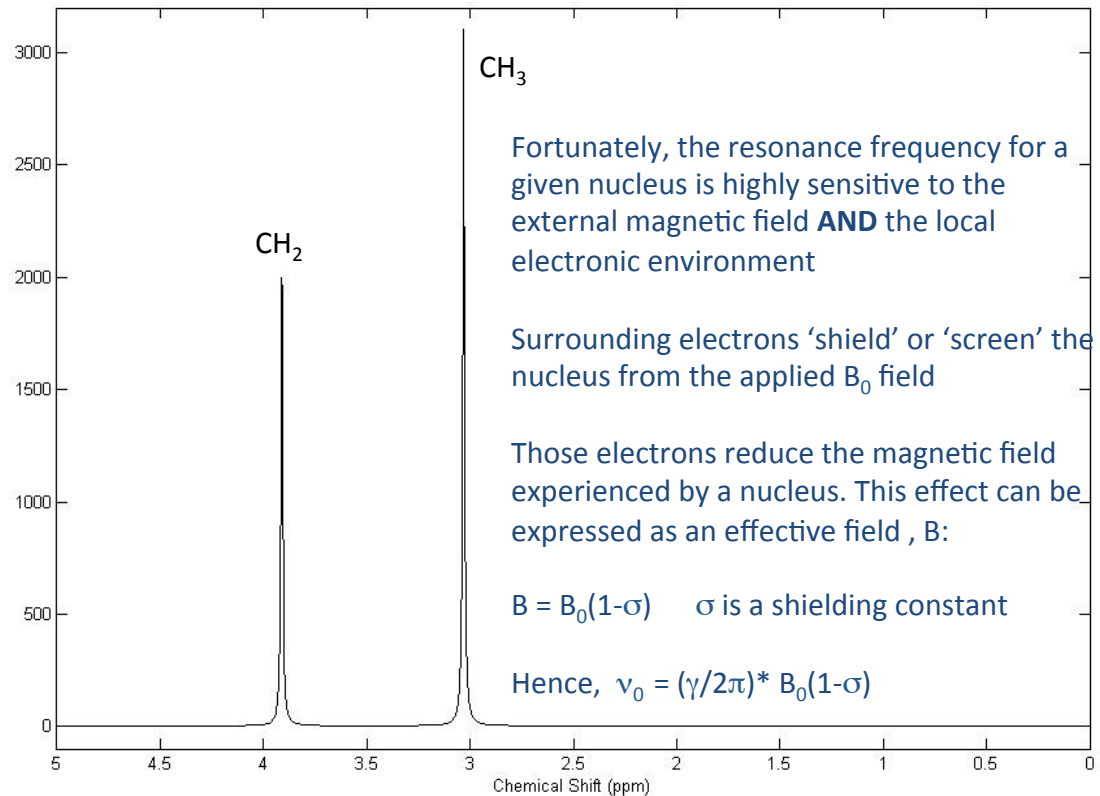 3000
CH₃
Fortunately, the resonance frequency for a
given nucleus is highly sensitive to the
external magnetic field AND the local
electronic environment
2500
CH₂
2000
Surrounding electrons ‘shield’ or ‘screen’ the
nucleus from the applied B₀ field
1500
Those electrons reduce the magnetic field
experienced by a nucleus. This effect can be
expressed as an effective field , B:
1000
B = B₀(1-σ) σ is a shielding constant
500
Hence, ν₀ = (γ/2π)* B₀(1-σ)
0
5 4.5 4 3.5 3 2.5 2 1.5 1 0.5 0
Chemical Shift (ppm)